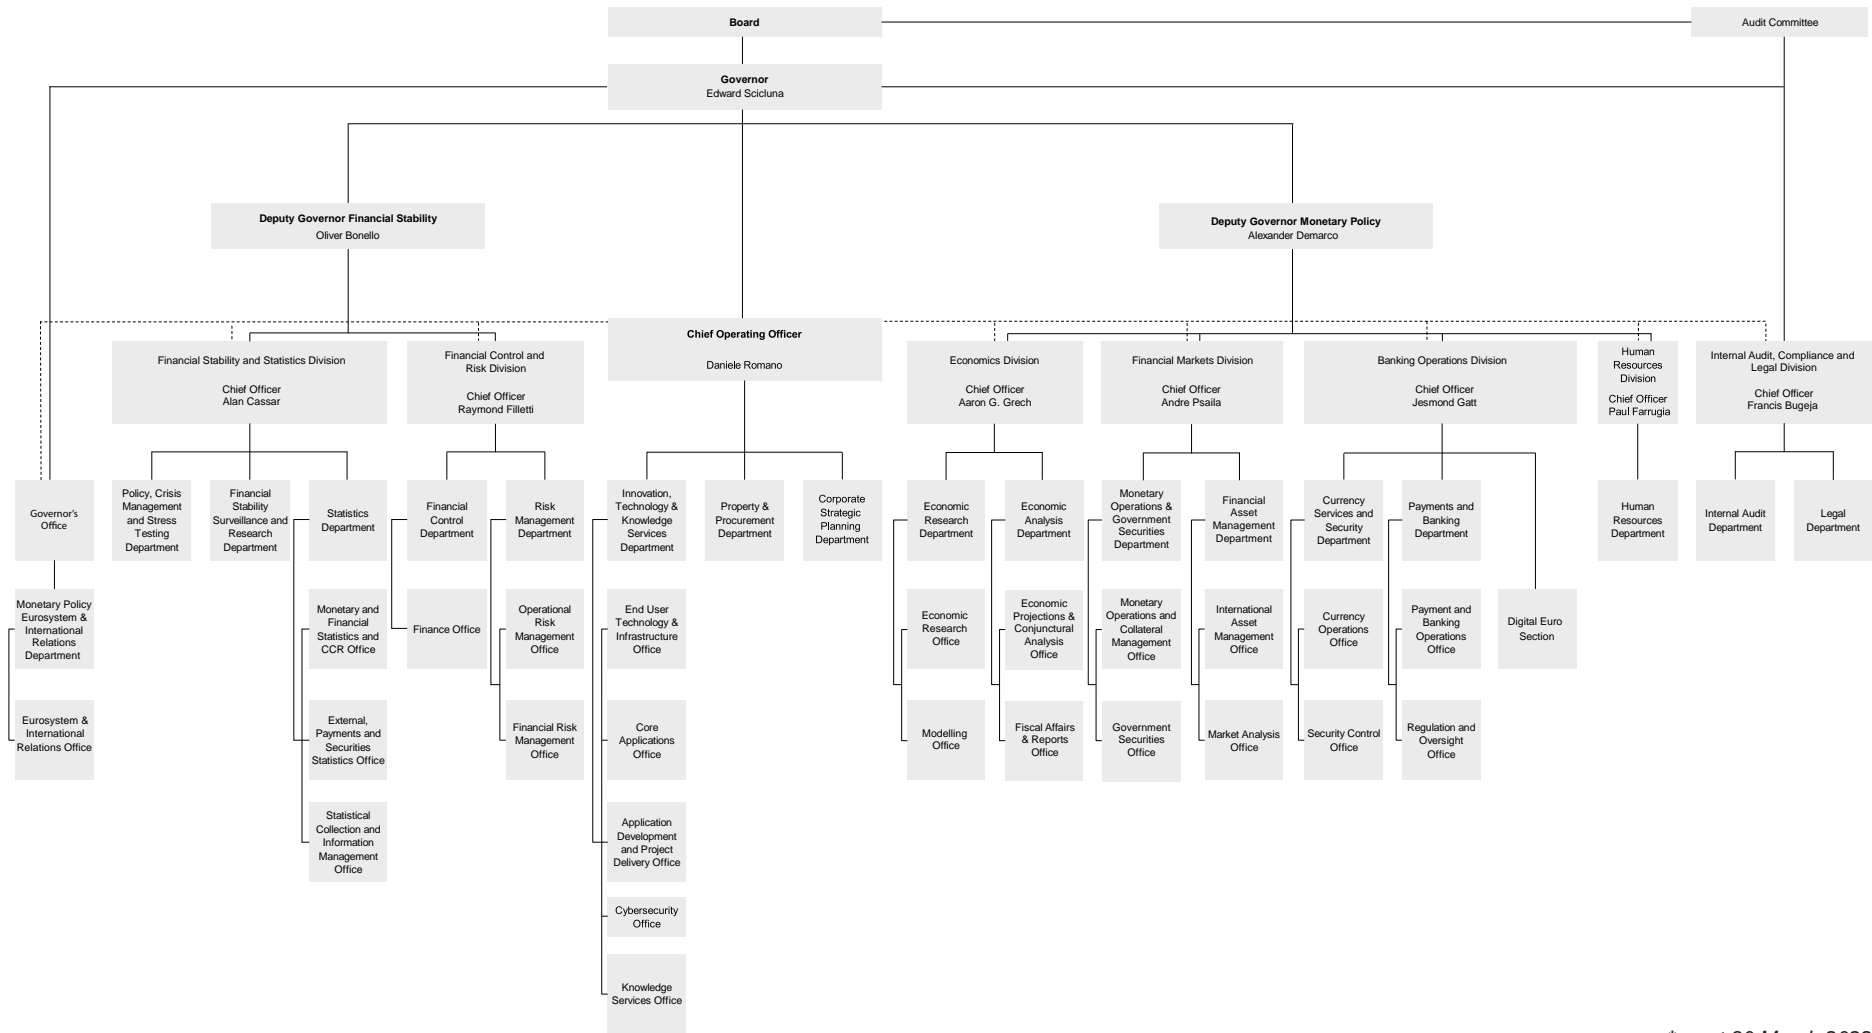 Board
Audit Committee
Governor
Edward Scicluna
Deputy Governor Financial Stability
Oliver Bonello
Deputy Governor Monetary Policy
Alexander Demarco
Chief Operating Officer
Daniele Romano
Financial Stability and Statistics Division
Chief Officer
Alan Cassar
Financial Control and
Risk Division
Chief Officer
Raymond Filletti
Economics Division
Chief Officer
Aaron G. Grech
Financial Markets Division
Chief Officer
Andre Psaila
Banking Operations Division
Chief Officer
Jesmond Gatt
Human
Resources
Division
Chief Officer
Paul Farrugia
Internal Audit, Compliance and
Legal Division
Chief Officer
Francis Bugeja
Governor's
Office
Policy, Crisis
Management
and Stress
Testing
Department
Financial
Stability
Surveillance and
Research
Department
Statistics
Department
Financial
Control
Department
Risk
Management
Department
Innovation,
Technology &
Knowledge
Services
Department
Property &
Procurement
Department
Corporate
Strategic
Planning
Department
Economic
Research
Department
Economic
Analysis
Department
Monetary
Operations &
Government
Securities
Department
Financial
Asset
Management
Department
Currency
Services and
Security
Department
Payments and
Banking
Department
Human
Resources
Department
Internal Audit
Department
Legal
Department
Monetary Policy
Eurosystem &
International
Relations
Department
Monetary and
Financial
Statistics and
CCR Office
Finance Office
Operational
Risk
Management
Office
End User
Technology &
Infrastructure
Office
Economic
Research
Office
Economic
Projections &
Conjunctural
Analysis
Office
Monetary
Operations and
Collateral
Management
Office
International
Asset
Management
Office
Currency
Operations
Office
Payment and
Banking
Operations
Office
Digital Euro
Section
Eurosystem &
International
Relations Office
External,
Payments and
Securities
Statistics Office
Financial Risk
Management
Office
Core
Applications
Office
Modelling
Office
Fiscal Affairs
& Reports
Office
Government
Securities
Office
Market Analysis
Office
Security Control
Office
Regulation and
Oversight
Office
Statistical
Collection and
Information
Management
Office
Application
Development
and Project
Delivery Office
Cybersecurity
Office
Knowledge
Services Office